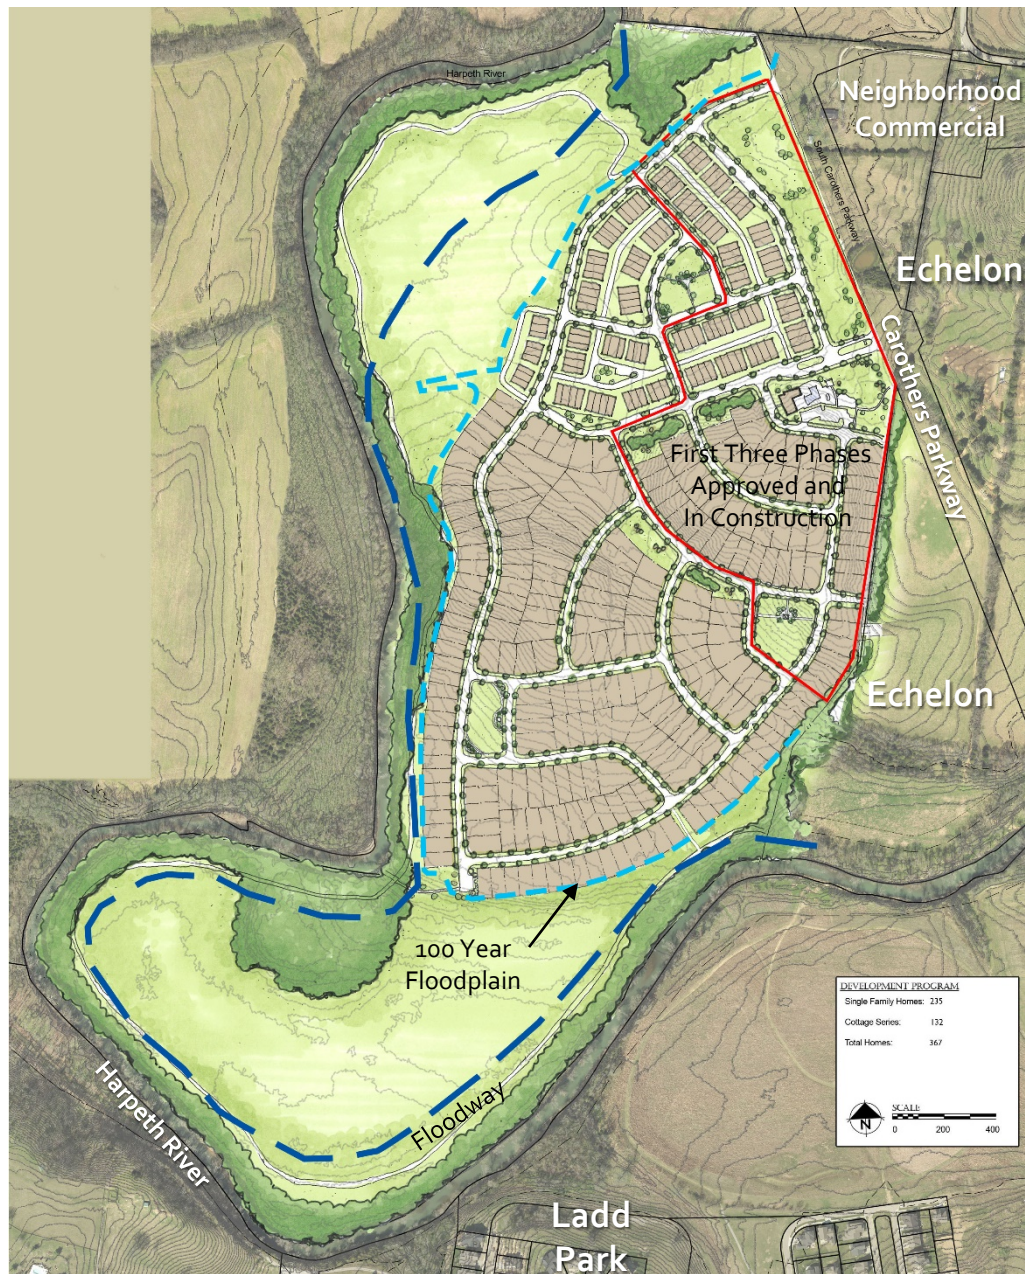 Harpeth River
Neighborhood
Commercial
South Carothers Parkway
Echelon
Carothers Parkway
First Three Phases
Approved and
In Construction
Echelon
100 Year
Floodplain
Floodway
Harpeth River
DEVELOPMENT PROGRAM
Single Family Homes: 235
Cottage Series: 132
Total Homes: 367
N
SCALE
0 200 400
Ladd
Park